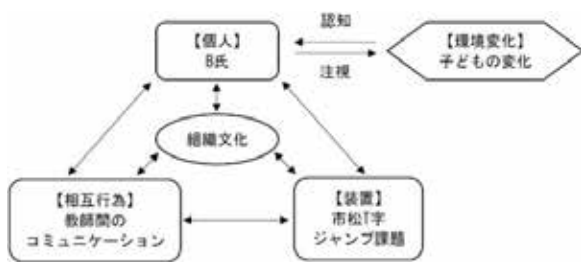 【個人】
B氏
認知
注視
【環境変化】
子どもの変化
組織文化
【相互行為】
教師間の
コミュニケーション
【装置】
市松T字
ジャンプ課題